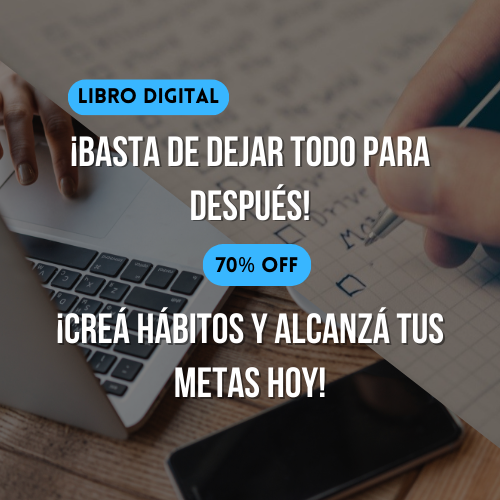 LIBRO DIGITAL
¡BASTA DE DEJAR TODO PARA
DESPUÉS!
70% OFF
¡CREÁ HÁBITOS Y ALCANZÁ TUS
METAS HOY!